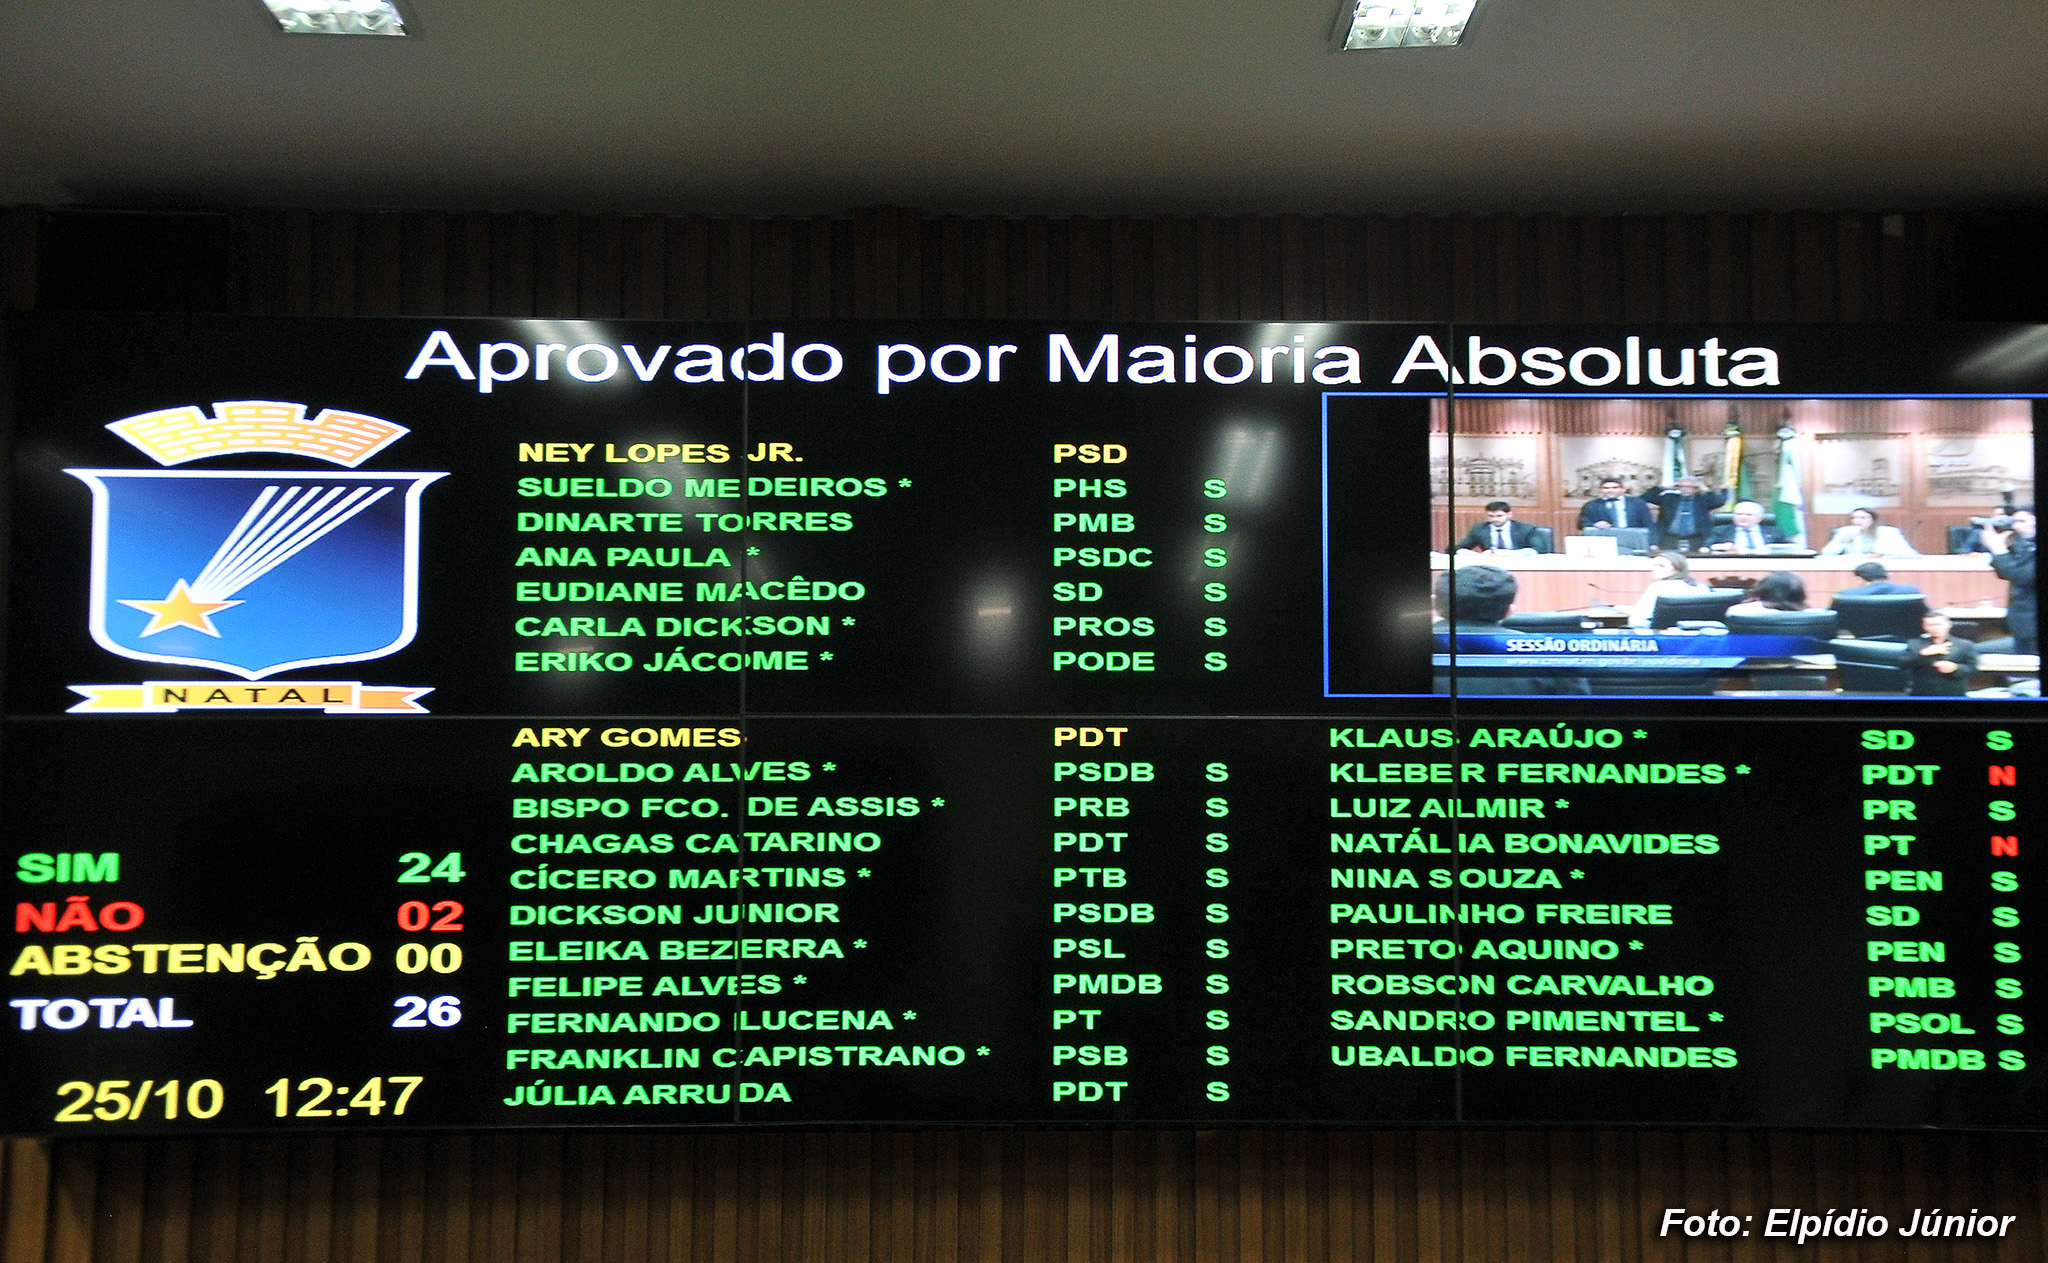 Aprovado por Maioria Absoluta
NATAL
NEY LOPES JR. PSD
SUELDO MEDEIROS * PHS S
DINARTE TORRES PMB S
ANA PAULA * PSDC S
EUDIANE MACÊDO SD S
CARLA DICKSON * PROS S
ERIKO JÁCOME * PODE S
SESSÃO ORDINÁRIA
ARY GOMES PDT
AROLDO ALVES * PSDB S
BISPO FCO. DE ASSIS * PRB S
CHAGAS CATARINO PDT S
CÍCERO MARTINS * PTB S
DICKSON JUNIOR PSDB S
ELEIKA BEZERRA * PSL S
FELIPE ALVES * PMDB S
FERNANDO LUCENA * PT S
FRANKLIN CAPISTRANO * PSB S
JÚLIA ARRUDA PDT S
KLAUS ARAÚJO * SD S
KLEBER FERNANDES * PDT N
LUIZ ALMIR * PR S
NATÁLIA BONAVIDES PT N
NINA SOUZA * PEN S
PAULINHO FREIRE SD S
PRETO AQUINO * PEN S
ROBSON CARVALHO PMB S
SANDRO PIMENTEL * PSOL S
UBALDO FERNANDES PMDB S
SIM 24
NÃO 02
ABSTENÇÃO 00
TOTAL 26
25/10 12:47
Foto: Elpídio Júnior